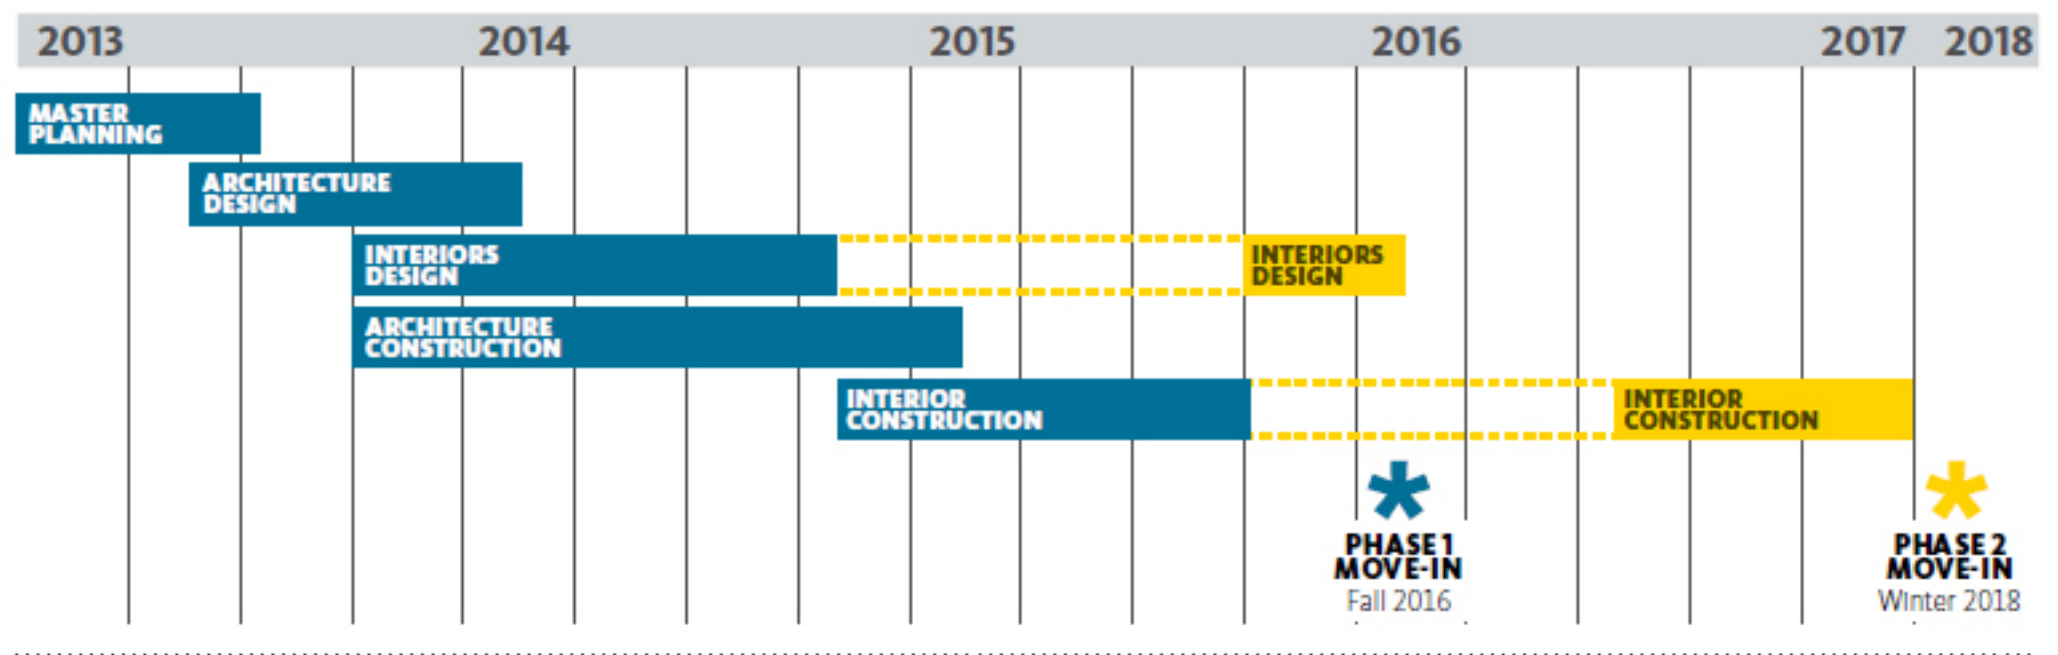 2013 2014 2015 2016 2017 2018
MASTER
PLANNING
ARCHITECTURE
DESIGN
INTERIORS
DESIGN
INTERIORS
DESIGN
ARCHITECTURE
CONSTRUCTION
INTERIOR
CONSTRUCTION
INTERIOR
CONSTRUCTION
PHASE 1
MOVE-IN
Fall 2016
PHASE 2
MOVE-IN
Winter 2018